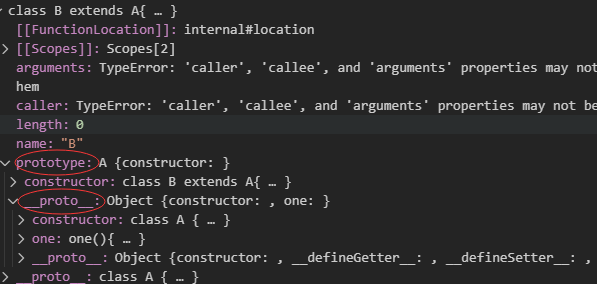 class B extends A{ … }
[[FunctionLocation]]: internal#location
[[Scopes]]: Scopes[2]
arguments: TypeError: 'caller', 'callee', and 'arguments' properties may not
hem
caller: TypeError: 'caller', 'callee', and 'arguments' properties may not be
length: 0
name: "B"
prototype: A {constructor: }
constructor: class B extends A{ … }
__proto__: Object {constructor: , one: }
constructor: class A { … }
one: one(){ … }
__proto__: Object {constructor: , __defineGetter__: , __defineSetter__: ,
__proto__: class A { … }